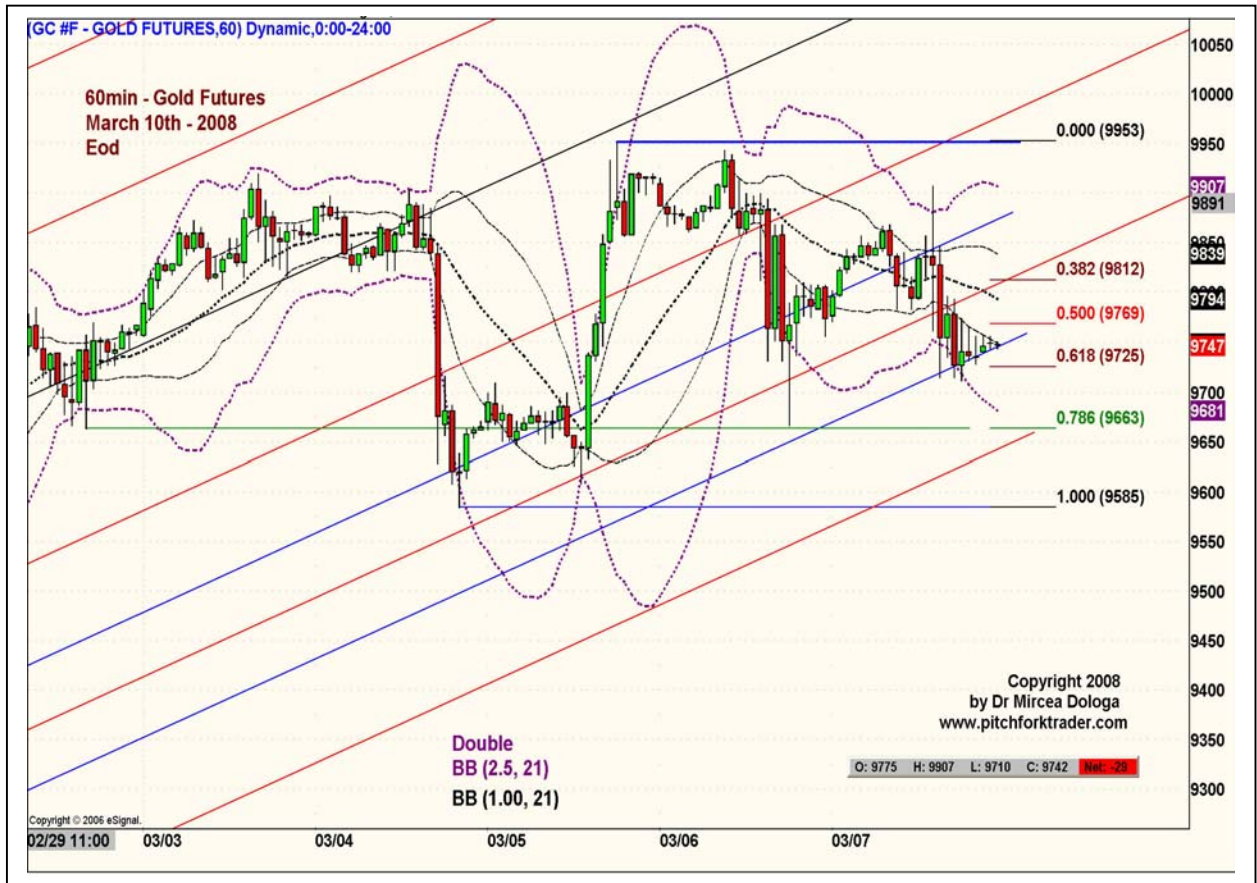 (GC #F - GOLD FUTURES,60) Dynamic,0:00-24:00
60min - Gold Futures
March 10th - 2008
Eod
10050
10000
0.000 (9953)
9950
9907
9891
9850
9839
0.382 (9812)
9794
0.500 (9769)
9747
0.618 (9725)
9700
9681
0.786 (9663)
9650
1.000 (9585)
9600
9550
9500
9450
9400
9350
9300
Copyright 2008
by Dr Mircea Dologa
www.pitchforktrader.com
Double
BB (2.5, 21)
BB (1.00, 21)
O: 9775 H: 9907 L: 9710 C: 9742 Net: -29
Copyright © 2006 eSignal.
02/29 11:00 03/03 03/04 03/05 03/06 03/07